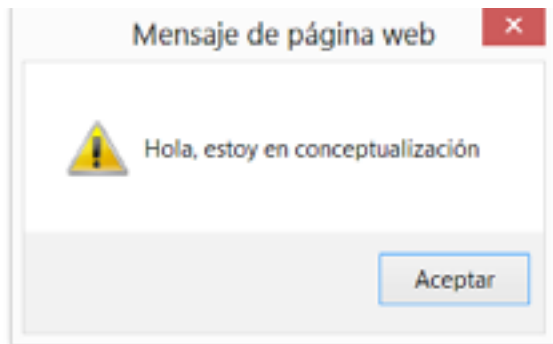 Mensaje de página web
Hola, estoy en conceptualización
Aceptar